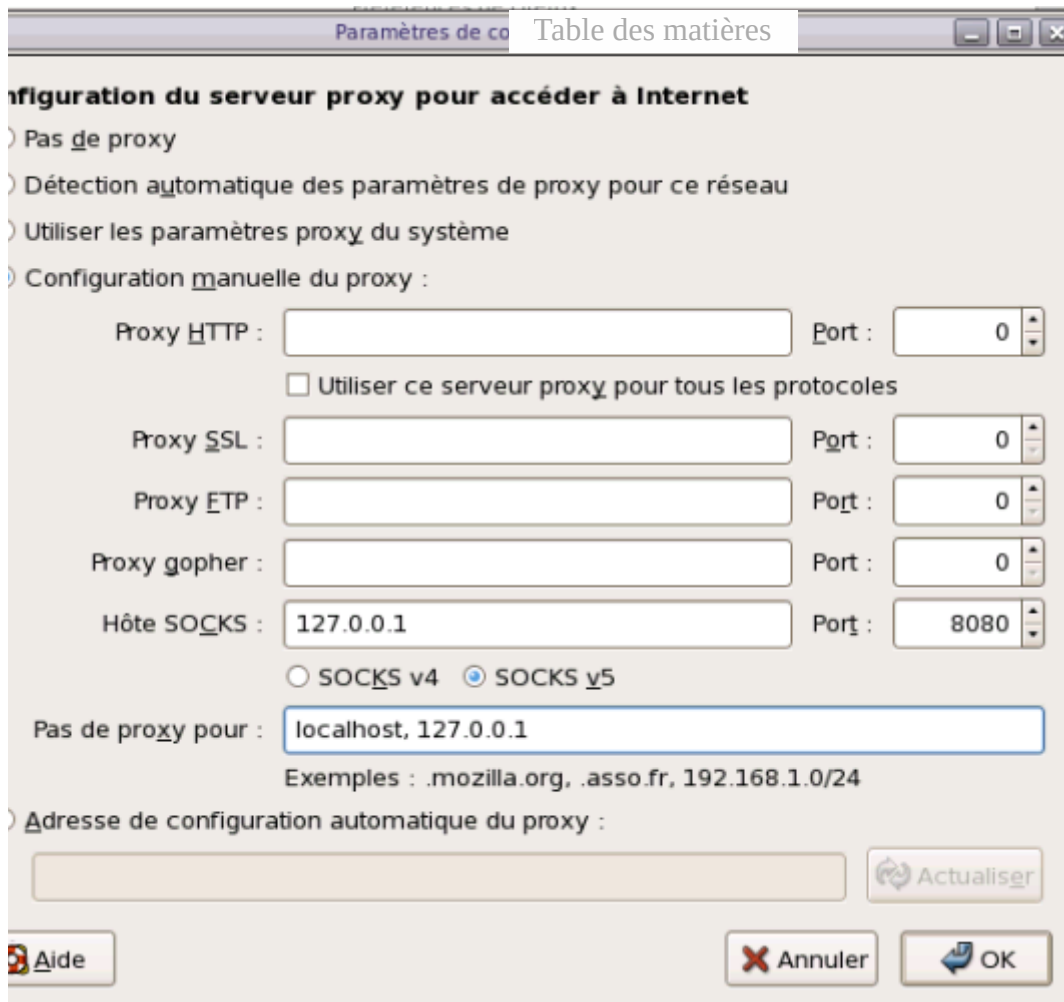 Paramètres de co
Table des matières
nfiguration du serveur proxy pour accéder à Internet
Pas de proxy
Détection automatique des paramètres de proxy pour ce réseau
Utiliser les paramètres proxy du système
Configuration manuelle du proxy :
Proxy HTTP : Port : 0
Utiliser ce serveur proxy pour tous les protocoles
Proxy SSL : Port : 0
Proxy FTP : Port : 0
Proxy gopher : Port : 0
Hôte SOCKS : 127.0.0.1 Port : 8080
SOCKS v4 SOCKS v5
Pas de proxy pour : localhost, 127.0.0.1
Exemples : .mozilla.org, .asso.fr, 192.168.1.0/24
Adresse de configuration automatique du proxy :
Actualiser
Aide Annuler OK